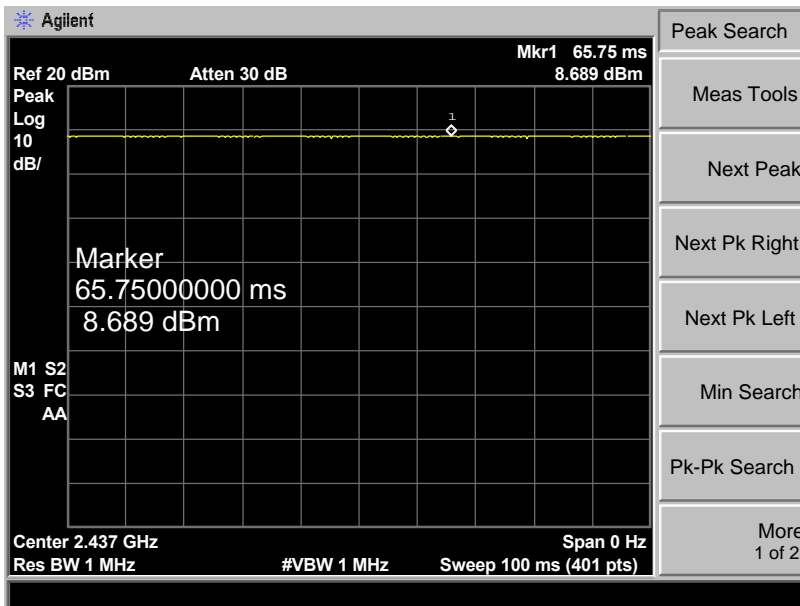 Agilent
Peak Search
Mkr1 65.75 ms
Ref 20 dBm Atten 30 dB 8.689 dBm
Peak
Log
10
dB/
1
Marker
65.75000000 ms
8.689 dBm
M1 S2
S3 FC
AA
Center 2.437 GHz Span 0 Hz
Res BW 1 MHz #VBW 1 MHz Sweep 100 ms (401 pts)
Meas Tools
Next Peak
Next Pk Right
Next Pk Left
Min Search
Pk-Pk Search
More
1 of 2